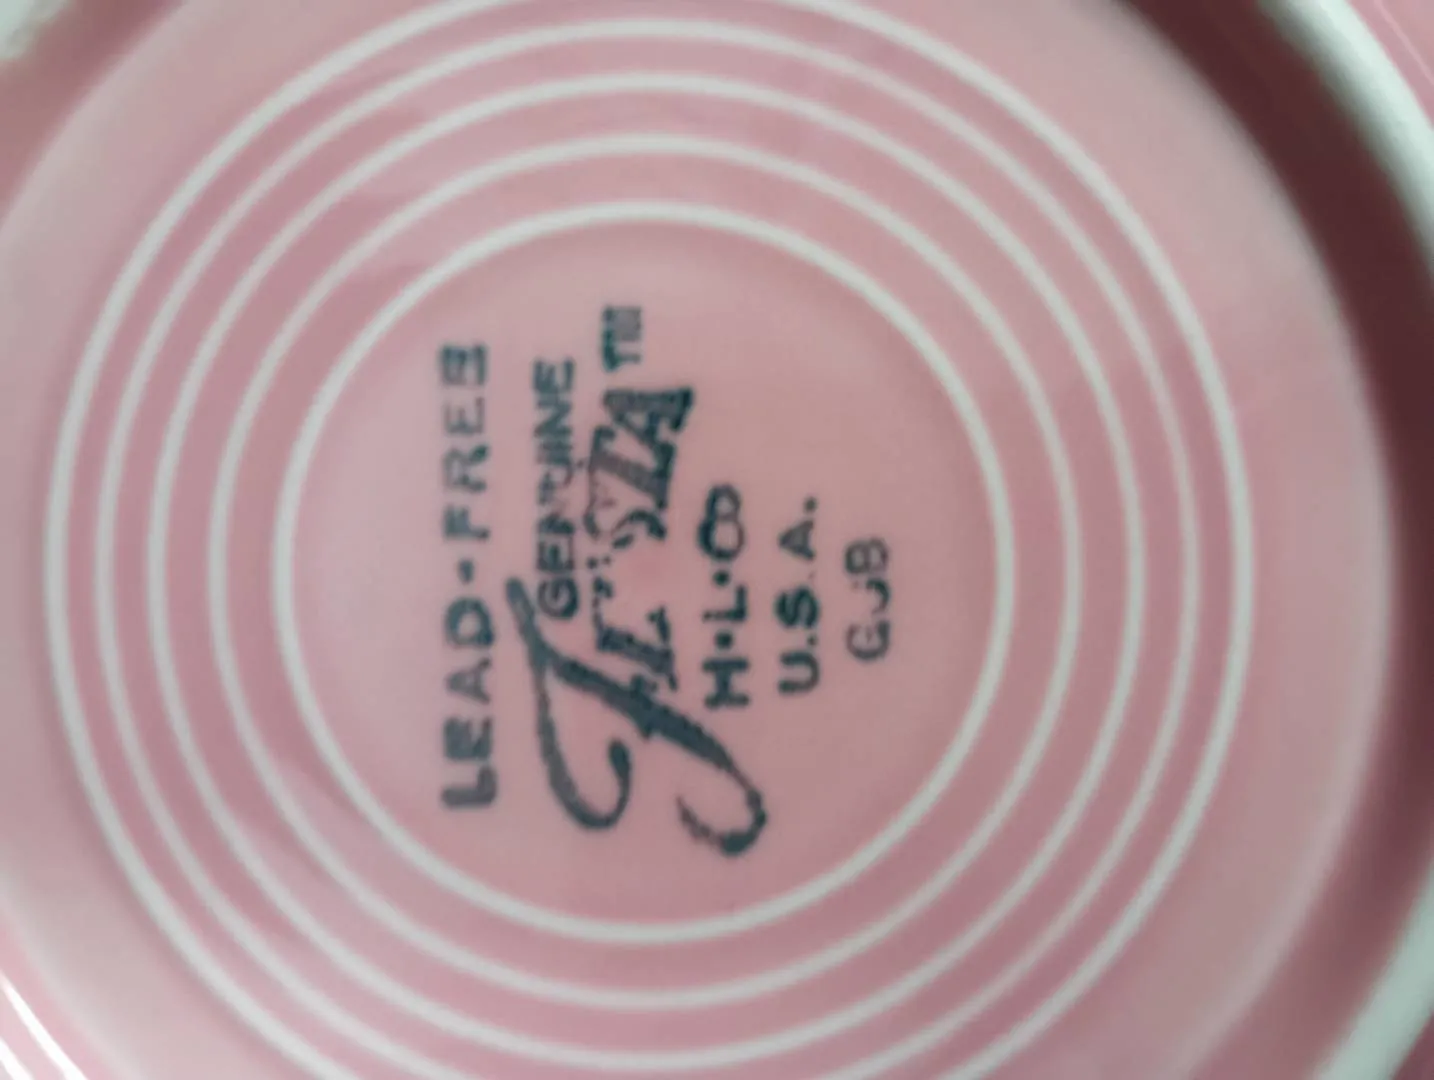 LEAD-FREE
GENUINE
FIESTA™
H•L•Co
U.S.A.
GJB